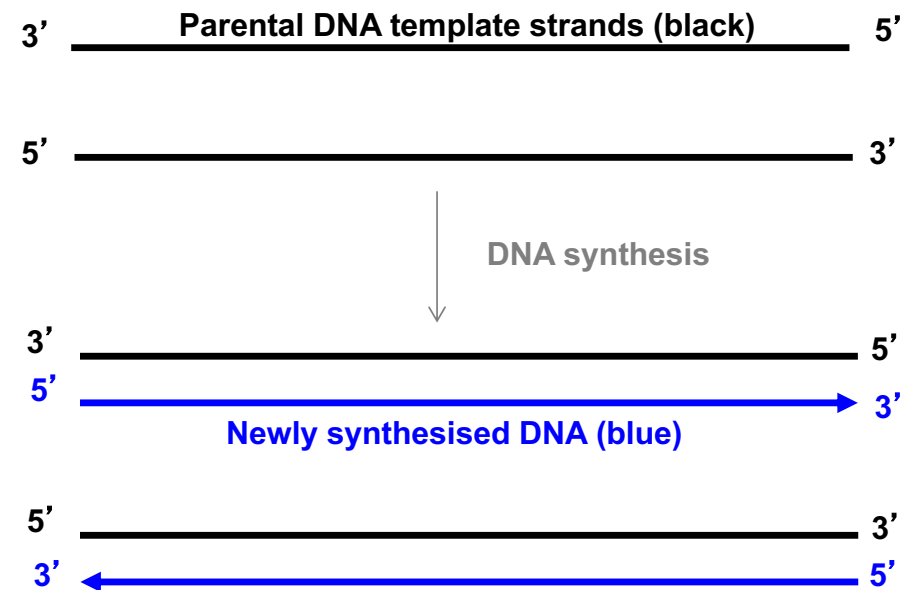 3’ Parental DNA template strands (black) 5’
5’ 3’
DNA synthesis
3’ 5’
5’ 3’
Newly synthesised DNA (blue)
5’ 3’
3’ 5’